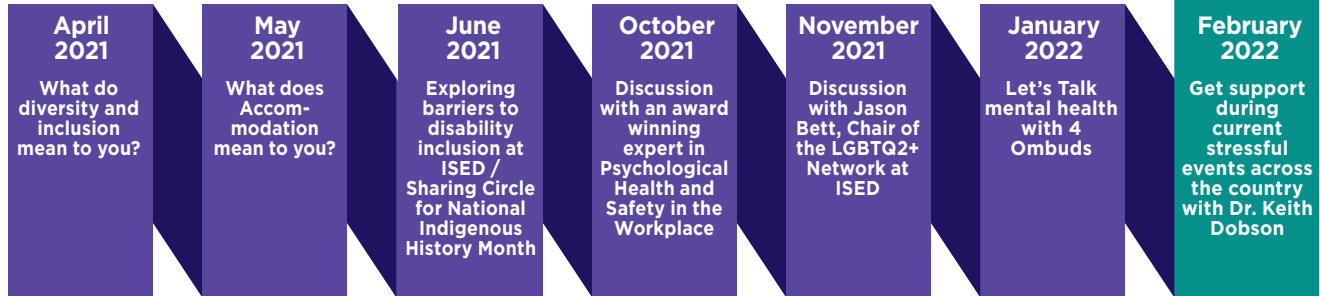 April
2021
What do
diversity and
inclusion
mean to you?
May
2021
What does
Accom-
modation
mean to you?
June
2021
Exploring
barriers to
disability
inclusion at
ISED /
Sharing Circle
for National
Indigenous
History Month
October
2021
Discussion
with an award
winning
expert in
Psychological
Health and
Safety in the
Workplace
November
2021
Discussion
with Jason
Bett, Chair of
the LGBTQ2+
Network at
ISED
January
2022
Let’s Talk
mental health
with 4
Ombuds
February
2022
Get support
during
current
stressful
events across
the country
with Dr. Keith
Dobson